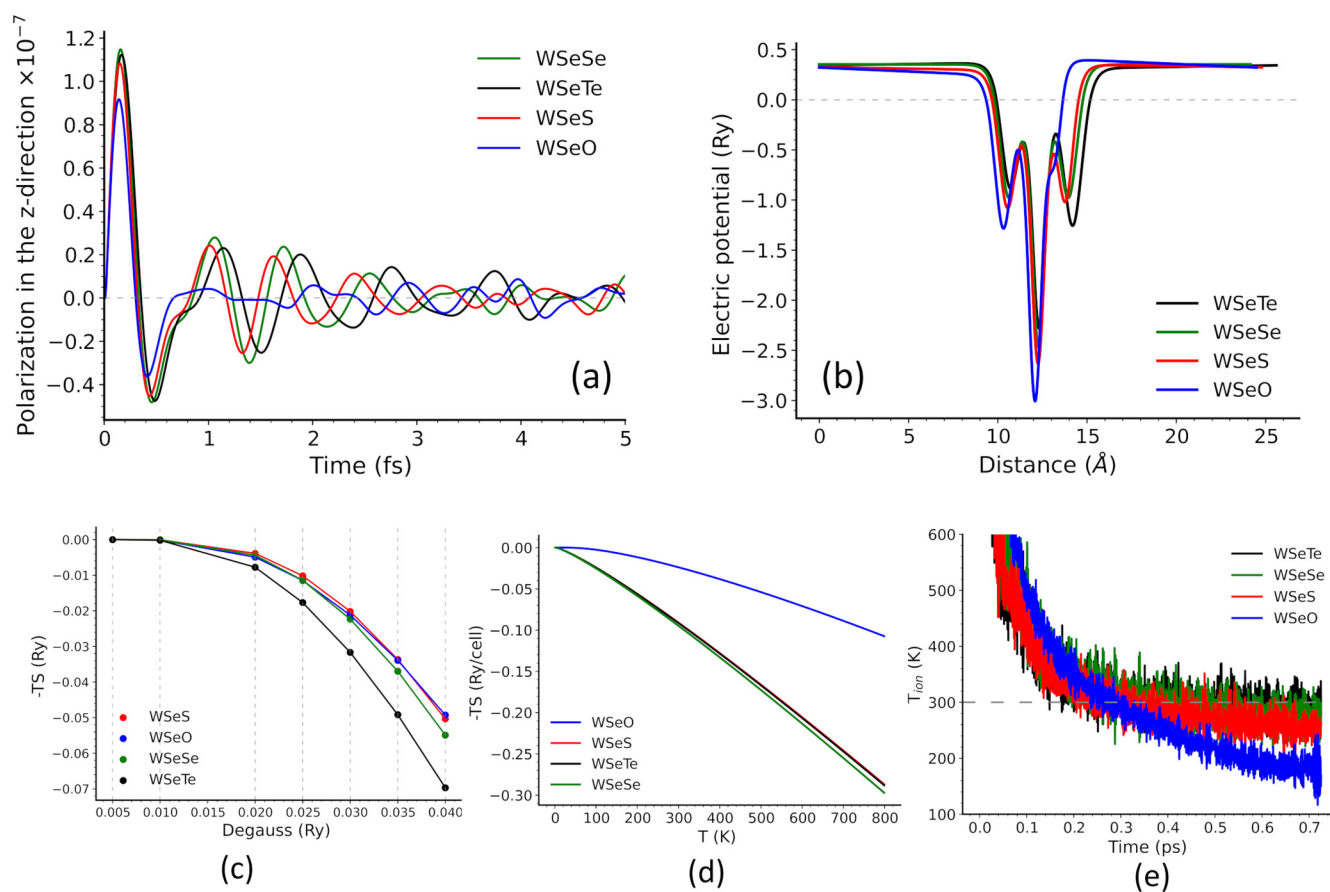 Polarization in the z-direction ×10⁻⁷
1.2
1.0
0.8
0.6
0.4
0.2
0.0
−0.2
−0.4
0 1 2 3 4 5
Time (fs)
WSeSe
WSeTe
WSeS
WSeO
(a)
Electric potential (Ry)
0.5
0.0
−0.5
−1.0
−1.5
−2.0
−2.5
−3.0
0 5 10 15 20 25
Distance (Å)
WSeTe
WSeSe
WSeS
WSeO
(b)
-TS (Ry)
0.00
−0.01
−0.02
−0.03
−0.04
−0.05
−0.06
−0.07
0.005 0.010 0.020 0.025 0.030 0.035 0.040
Degauss (Ry)
WSeS
WSeO
WSeSe
WSeTe
(c)
-TS (Ry/cell)
0.00
−0.05
−0.10
−0.15
−0.20
−0.25
−0.30
0 100 200 300 400 500 600 700 800
T (K)
WSeO
WSeS
WSeTe
WSeSe
(d)
T_ion (K)
600
500
400
300
200
100
0.0 0.1 0.2 0.3 0.4 0.5 0.6 0.7
Time (ps)
WSeTe
WSeSe
WSeS
WSeO
(e)